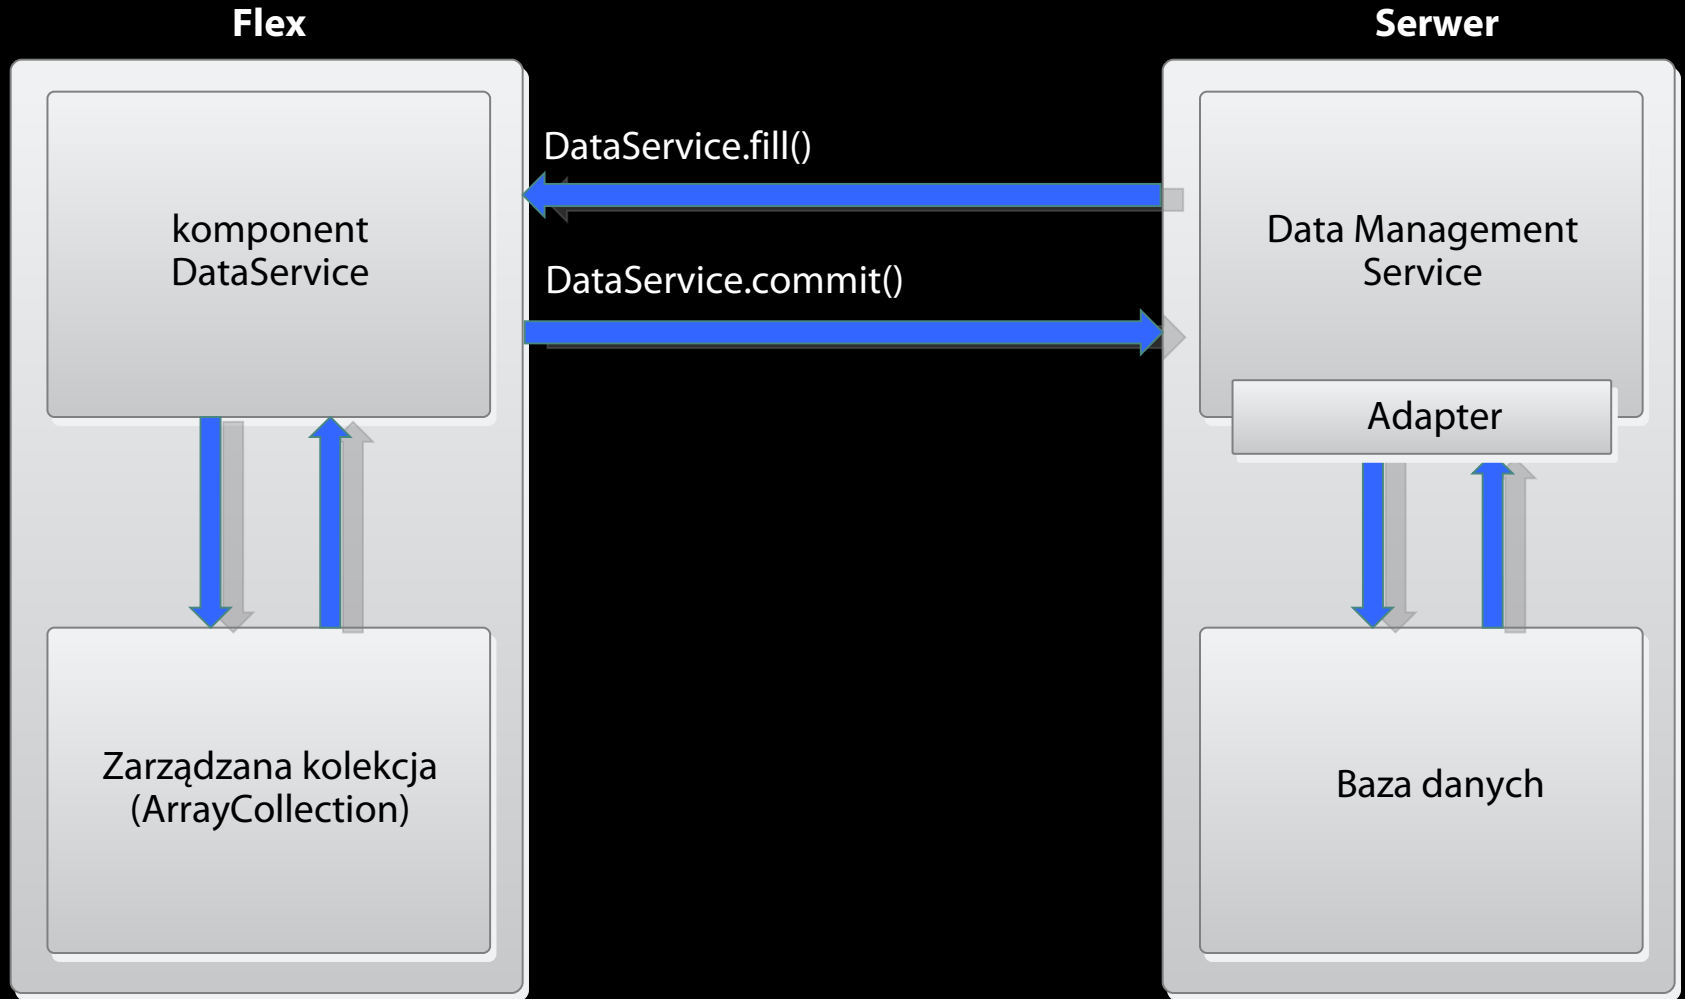 Flex
Serwer
DataService.fill()
komponent
DataService
Data Management
Service
DataService.commit()
Adapter
Zarządzana kolekcja
(ArrayCollection)
Baza danych